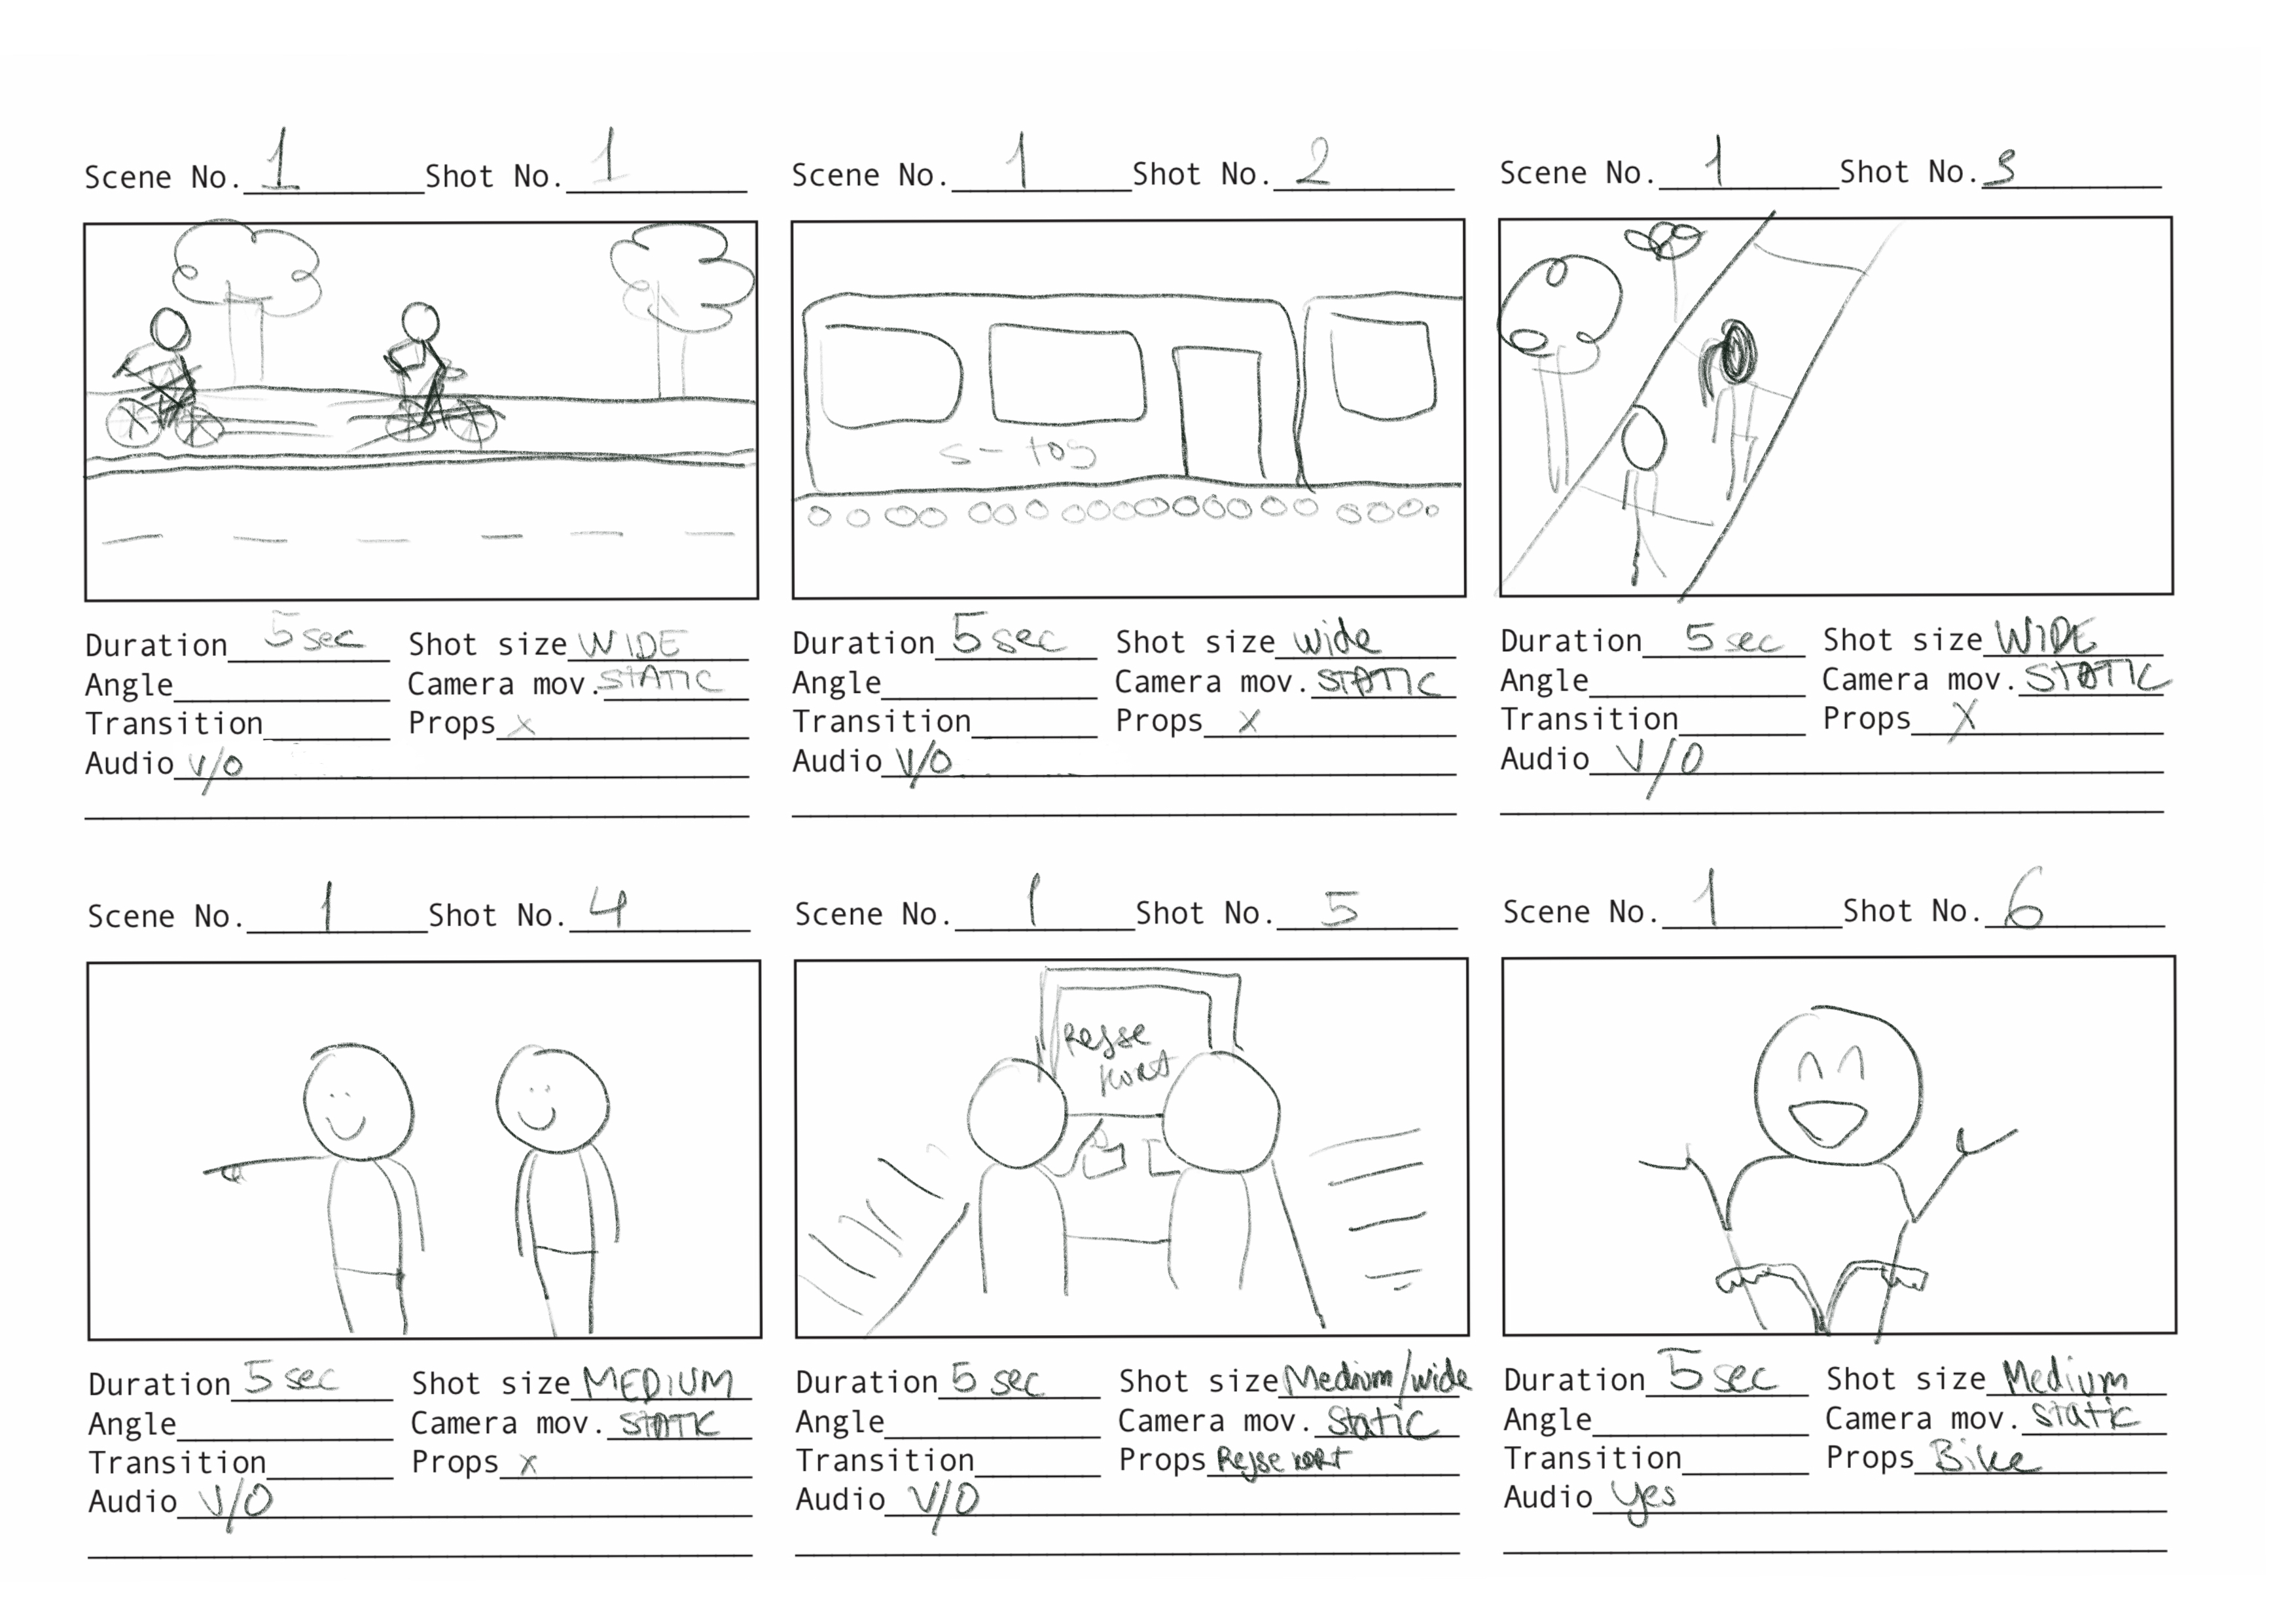 Scene No. 1 Shot No. 1
Duration 5 sec Shot size WIDE
Angle Camera mov. STATIC
Transition Props x
Audio V/O
Scene No. 1 Shot No. 2
s-tog
Duration 5 sec Shot size wide
Angle Camera mov. STATIC
Transition Props x
Audio V/O
Scene No. 1 Shot No. 3
Duration 5 sec Shot size WIDE
Angle Camera mov. STATIC
Transition Props X
Audio V/O
Scene No. 1 Shot No. 4
Duration 5 sec Shot size MEDIUM
Angle Camera mov. STATIC
Transition Props x
Audio V/O
Scene No. 1 Shot No. 5
Rejse
kort
Duration 5 sec Shot size Medium/wide
Angle Camera mov. Static
Transition Props Rejse kort
Audio V/O
Scene No. 1 Shot No. 6
Duration 5 sec Shot size Medium
Angle Camera mov. static
Transition Props Bike
Audio yes